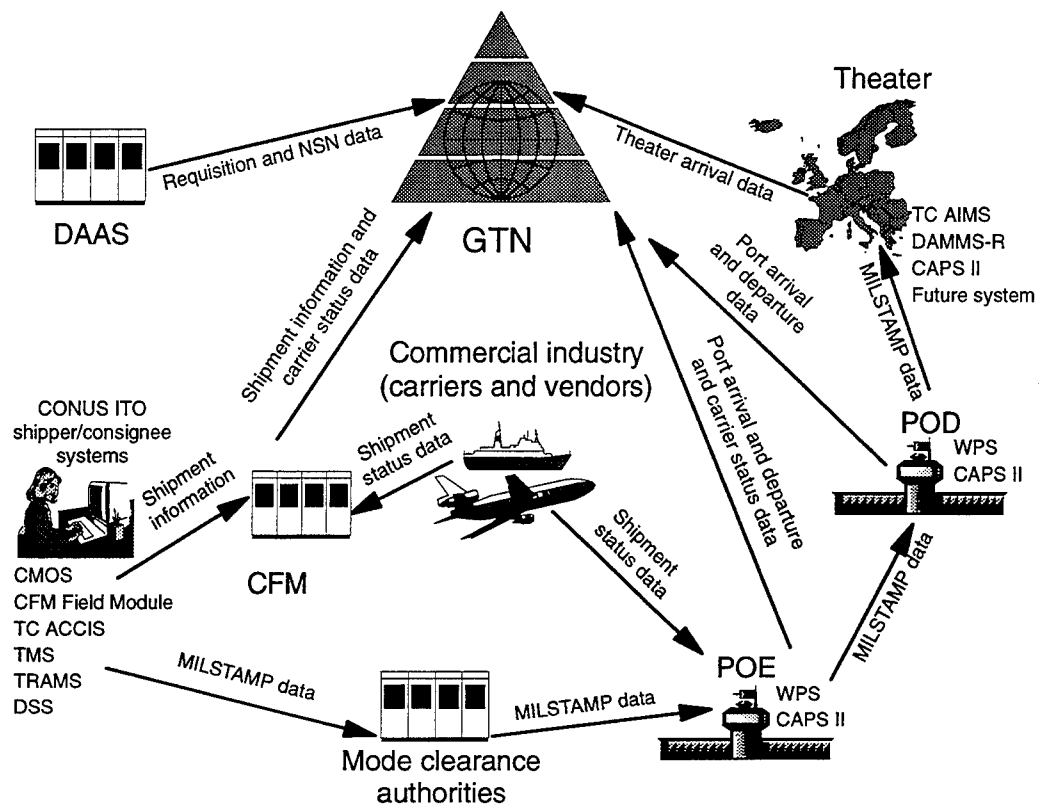 Theater
Requisition and NSN data
Theater arrival data
DAAS
GTN
TC AIMS
DAMMS-R
CAPS II
Future system
Shipment information and
carrier status data
Port arrival
and departure
data
MILSTAMP data
Commercial industry
(carriers and vendors)
Port arrival and departure
and carrier status data
CONUS ITO
shipper/consignee
systems
Shipment
information
Shipment
status data
POD
WPS
CAPS II
CFM
Shipment
status data
MILSTAMP data
CMOS
CFM Field Module
TC ACCIS
TMS
TRAMS
DSS
MILSTAMP data
MILSTAMP data
POE
WPS
CAPS II
Mode clearance
authorities